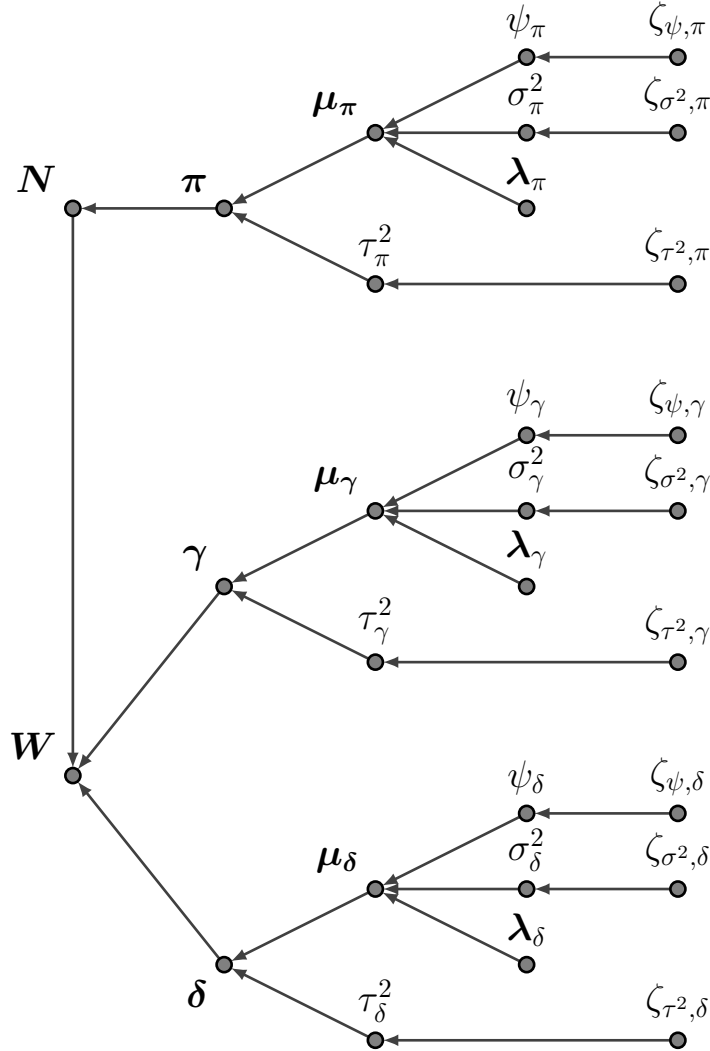 ψ_π ζ_{ψ,π}
μ_π σ²_π ζ_{σ²,π}
N π λ_π
τ²_π ζ_{τ²,π}
ψ_γ ζ_{ψ,γ}
μ_γ σ²_γ ζ_{σ²,γ}
γ λ_γ
τ²_γ ζ_{τ²,γ}
W
ψ_δ ζ_{ψ,δ}
μ_δ σ²_δ ζ_{σ²,δ}
λ_δ
δ τ²_δ ζ_{τ²,δ}